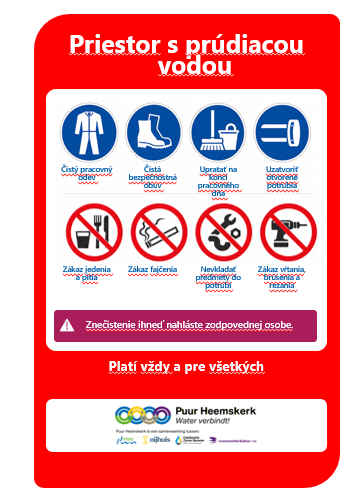 Priestor s prúdiacou
vodou
Čistý pracovný
odev
Čistá
bezpečnostná
obuv
Upratať na
konci
pracovného
dňa
Uzatvoriť
otvorené
potrubia
Zákaz jedenia
a pitia
Zákaz fajčenia
Nevkladať
predmety do
potrubí
Zákaz vŕtania,
brúsenia a
rezania
Znečistenie ihneď nahláste zodpovednej osobe.
Platí vždy a pre všetkých
Puur Heemskerk
Water verbindt!
Puur Heemskerk is een samenwerking tussen:
nijhuis